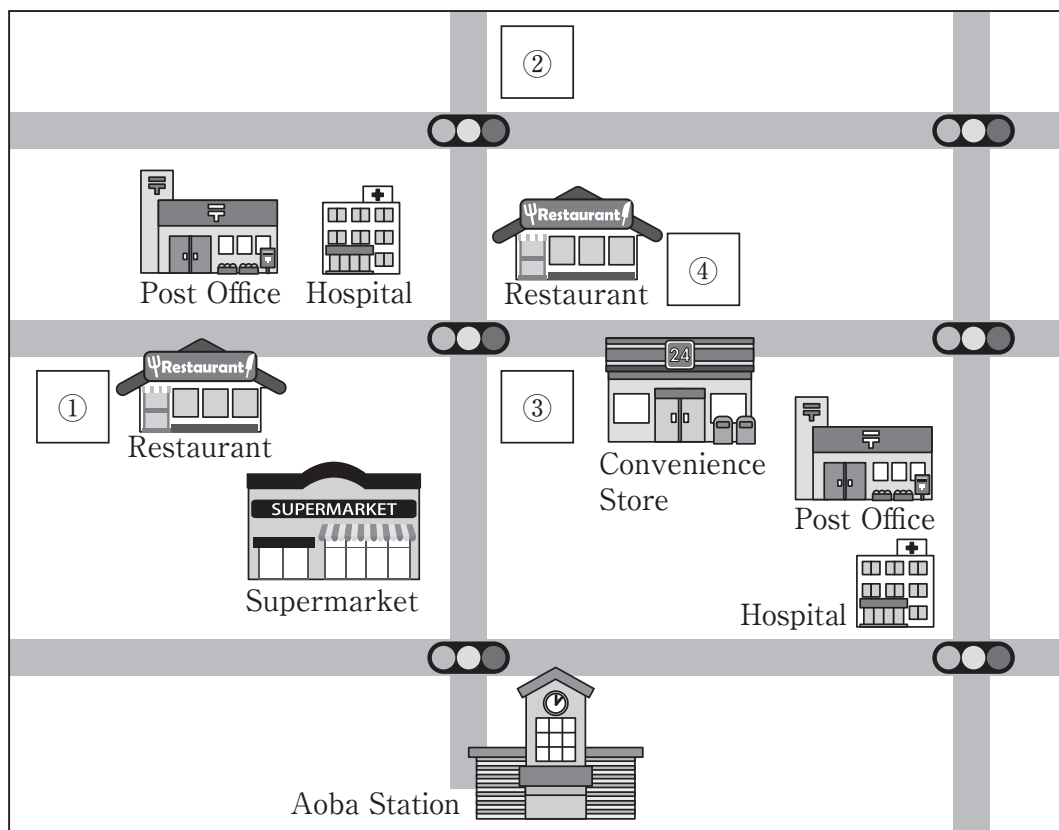 ②
〒
〒
Restaurant
Post Office
Hospital
Restaurant
④
Restaurant
24
①
③
〒
〒
Restaurant
Convenience
Store
SUPERMARKET
Post Office
Supermarket
Hospital
Aoba Station